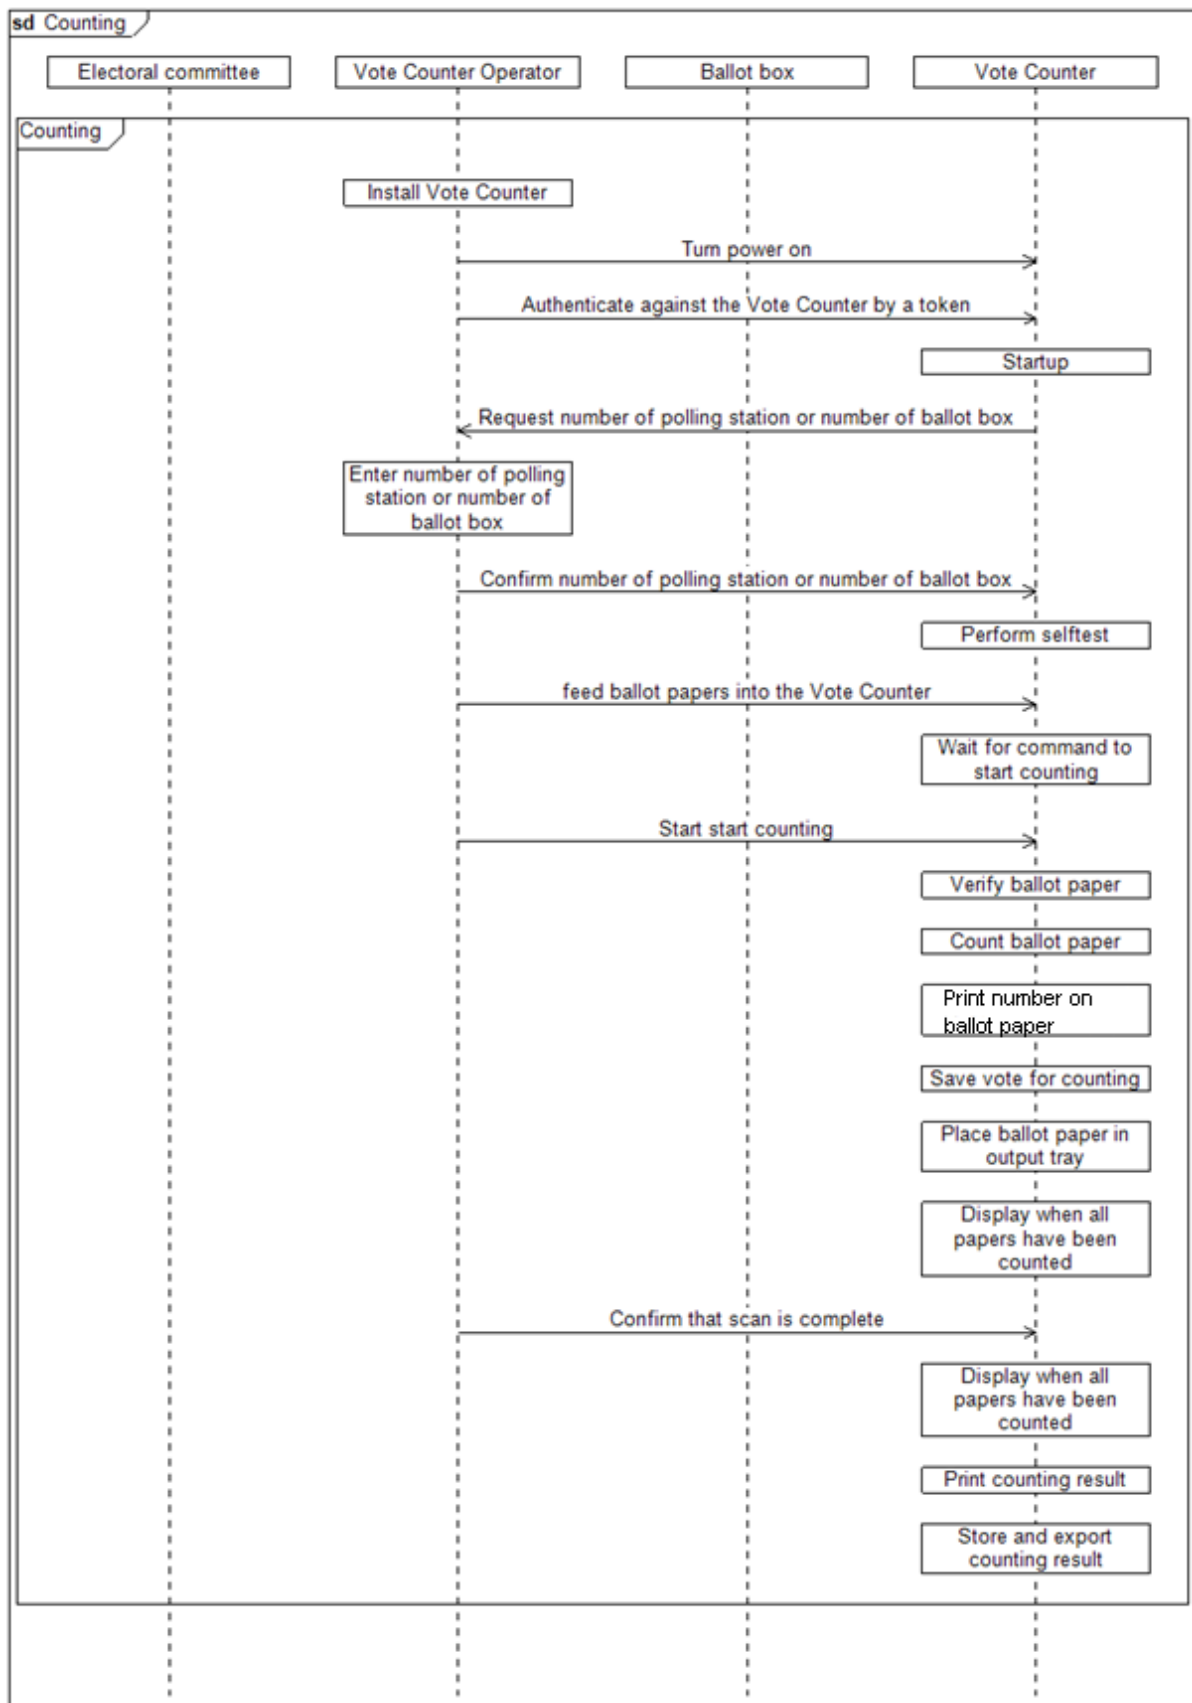 sd Counting
Electoral committee
Vote Counter Operator
Ballot box
Vote Counter
Counting
Install Vote Counter
Turn power on
Authenticate against the Vote Counter by a token
Startup
Request number of polling station or number of ballot box
Enter number of polling
station or number of
ballot box
Confirm number of polling station or number of ballot box
Perform selftest
feed ballot papers into the Vote Counter
Wait for command to
start counting
Start start counting
Verify ballot paper
Count ballot paper
Print number on
ballot paper
Save vote for counting
Place ballot paper in
output tray
Display when all
papers have been
counted
Confirm that scan is complete
Display when all
papers have been
counted
Print counting result
Store and export
counting result